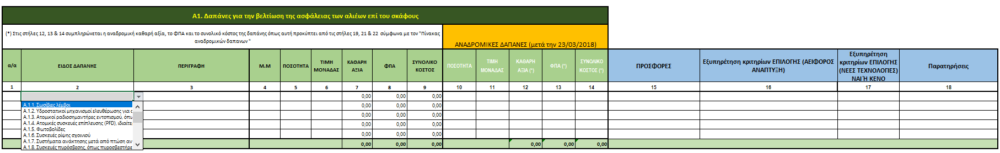 Α1. Δαπάνες για την βελτίωση της ασφάλειας των αλιέων επί του σκάφους
(*) Στις στήλες 12, 13 & 14 συμπληρώνεται η αναδρομική καθαρή αξία, το ΦΠΑ και το συνολικό κόστος της δαπάνης όπως αυτή προκύπτει από τις στήλες 19, 21 & 22 σύμφωνα με τον "Πίνακας
αναδρομικών δαπανων "
ΑΝΑΔΡΟΜΙΚΕΣ ΔΑΠΑΝΕΣ (μετά την 23/03/2018)
α/α ΕΙΔΟΣ ΔΑΠΑΝΗΣ ΠΕΡΙΓΡΑΦΗ Μ.Μ ΠΟΣΟΤΗΤΑ
ΤΙΜΗ
ΜΟΝΑΔΑΣ
ΚΑΘΑΡΗ
ΑΞΙΑ
ΦΠΑ
ΣΥΝΟΛΙΚΟ
ΚΟΣΤΟΣ
ΠΟΣΟΤΗΤΑ
ΤΙΜΗ
ΜΟΝΑΔΑΣ
ΚΑΘΑΡΗ
ΑΞΙΑ (*)
ΦΠΑ (*)
ΣΥΝΟΛΙΚΟ
ΚΟΣΤΟΣ (*)
ΠΡΟΣΦΟΡΕΣ
Εξυπηρέτηση κριτηρίων ΕΠΙΛΟΓΗΣ (ΑΕΙΦΟΡΟΣ
ΑΝΑΠΤΥΞΗ)
Εξυπηρέτηση
κριτηρίων ΕΠΙΛΟΓΗΣ
(ΝΕΕΣ ΤΕΧΝΟΛΟΓΙΕΣ)
ΝΑΙ Ή ΚΕΝΟ
Παρατηρήσεις
1 2 3 4 5 6 7 8 9 10 11 12 13 14 15 16 17 18
0,00 0,00 0,00
Α.1.1. Σωσίβιες λέμβοι 0,00 0,00 0,00
Α.1.2. Υδροστατικοί μηχανισμοί ελευθέρωσης για
Α.1.3. Ατομικοί ραδιοσημαντήρες εντοπισμού, όπω 0,00 0,00 0,00
Α.1.4. Ατομικές συσκευές επίπλευσης (PFD), ιδιαίτε 0,00 0,00 0,00
Α.1.5. Φωτοβολίδες
Α.1.6. Συσκευές ρίψης σχοινιού 0,00 0,00 0,00
Α.1.7. Συστήματα ανάκτησης μετά από πτώση αν
Α.1.8. Συσκευές πυρόσβεσης, όπως πυροσβεστήρε 0,00 0,00 0,00 0,00 0,00 0,00